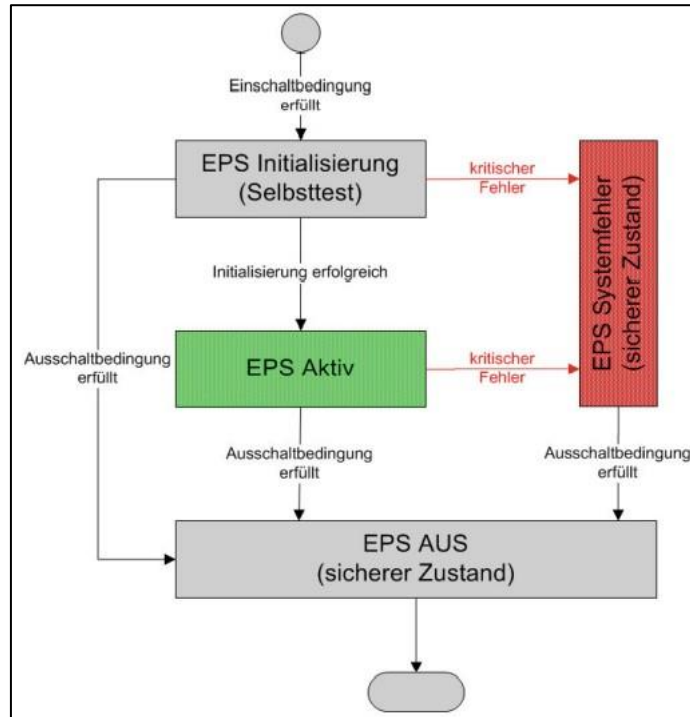 Einschaltbedingung
erfüllt
EPS Initialisierung
(Selbsttest)
kritischer
Fehler
EPS Systemfehler
(sicherer Zustand)
Initialisierung erfolgreich
Ausschaltbedingung
erfüllt
EPS Aktiv
kritischer
Fehler
Ausschaltbedingung
erfüllt
Ausschaltbedingung
erfüllt
EPS AUS
(sicherer Zustand)